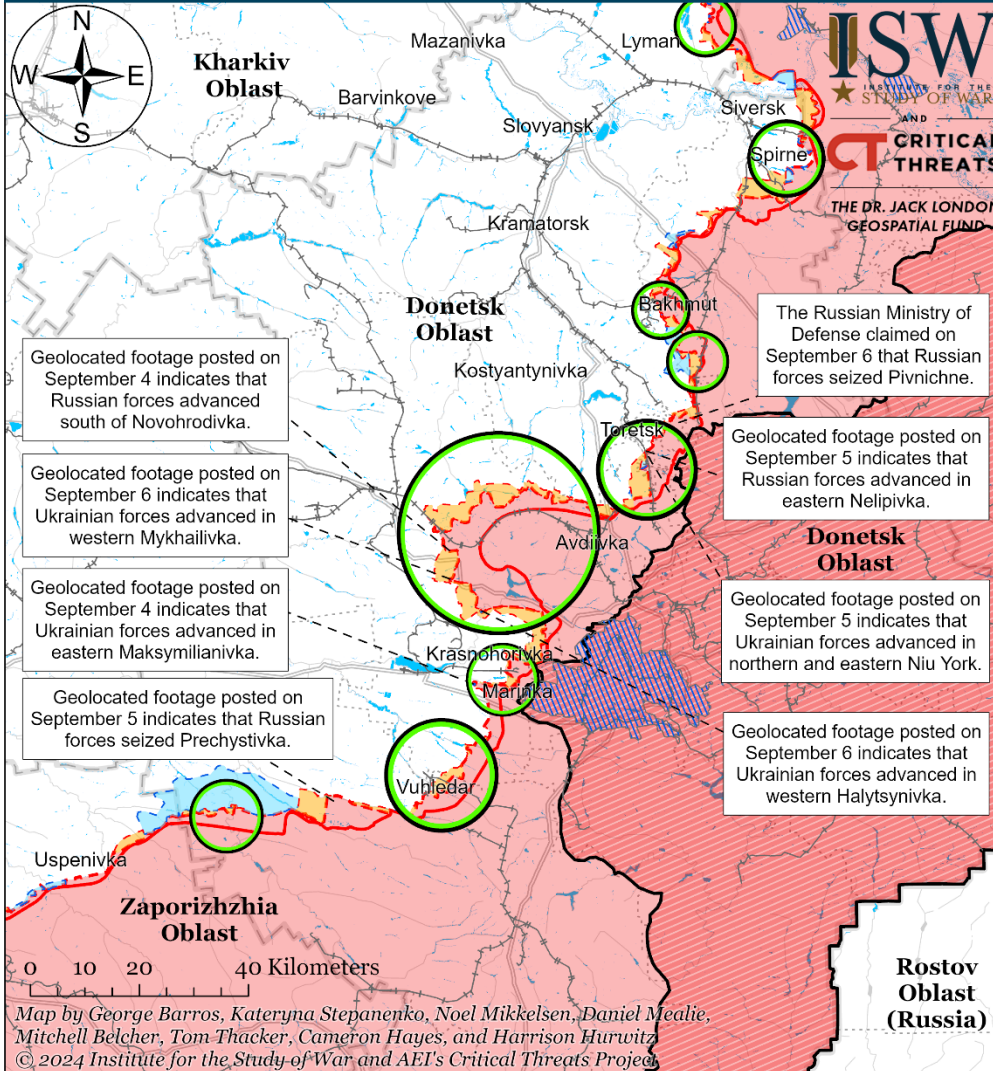 N
W
E
S
Kharkiv
Oblast
Mazanivka
Lyman
ISW
INSTITUTE FOR THE
STUDY OF WAR
AND
CT CRITICAL
THREATS
THE DR. JACK LONDON
GEOSPATIAL FUND
Barvinkove
Slovyansk
Siversk
Spirne
Kramatorsk
Donetsk
Oblast
Bakhmut
Kostyantynivka
Toretsk
Avdiivka
Krasnohorivka
Marinka
Vuhledar
Uspenivka
Geolocated footage posted on
September 4 indicates that
Russian forces advanced
south of Novohrodivka.
Geolocated footage posted on
September 6 indicates that
Ukrainian forces advanced in
western Mykhailivka.
Geolocated footage posted on
September 4 indicates that
Ukrainian forces advanced in
eastern Maksymilianivka.
Geolocated footage posted on
September 5 indicates that Russian
forces seized Prechystivka.
The Russian Ministry of
Defense claimed on
September 6 that Russian
forces seized Pivnichne.
Geolocated footage posted on
September 5 indicates that
Russian forces advanced in
eastern Nelipivka.
Donetsk
Oblast
Geolocated footage posted on
September 5 indicates that
Ukrainian forces advanced in
northern and eastern Niu York.
Geolocated footage posted on
September 6 indicates that
Ukrainian forces advanced in
western Halytsynivka.
Zaporizhzhia
Oblast
Rostov
Oblast
(Russia)
0 10 20 40 Kilometers
Map by George Barros, Kateryna Stepanenko, Noel Mikkelsen, Daniel Mealie,
Mitchell Belcher, Tom Thacker, Cameron Hayes, and Harrison Hurwitz
© 2024 Institute for the Study of War and AEI's Critical Threats Project